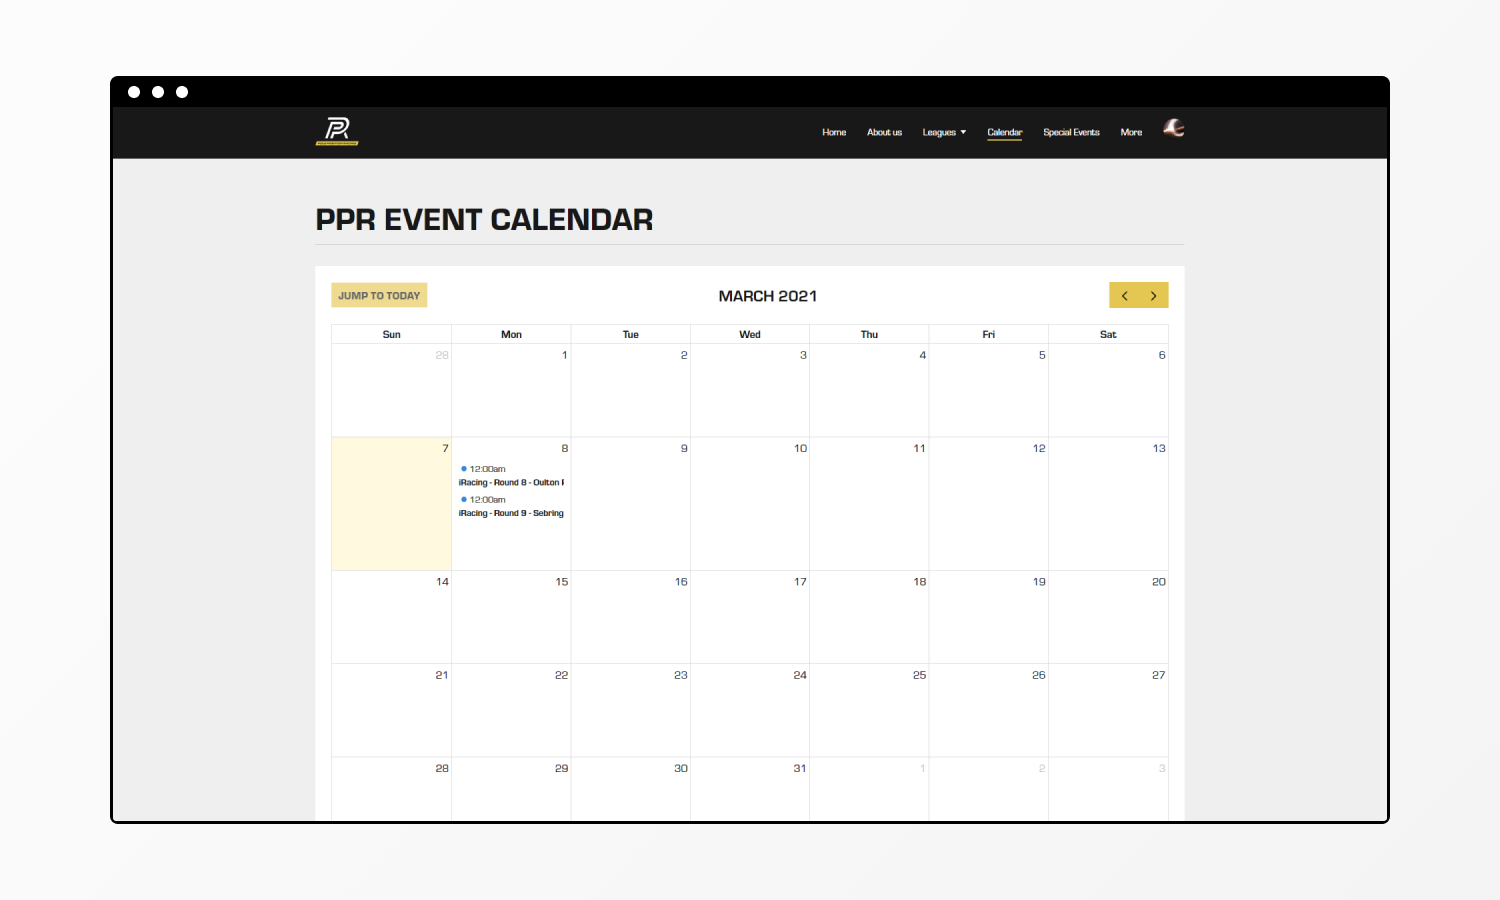 Home About us Leagues Calendar Special Events More
PPR EVENT CALENDAR
JUMP TO TODAY MARCH 2021
Sun Mon Tue Wed Thu Fri Sat
28 1 2 3 4 5 6
7 8 9 10 11 12 13
12:00am
iRacing - Round 8 - Oulton
12:00am
iRacing - Round 9 - Sebring
14 15 16 17 18 19 20
21 22 23 24 25 26 27
28 29 30 31 1 2 3